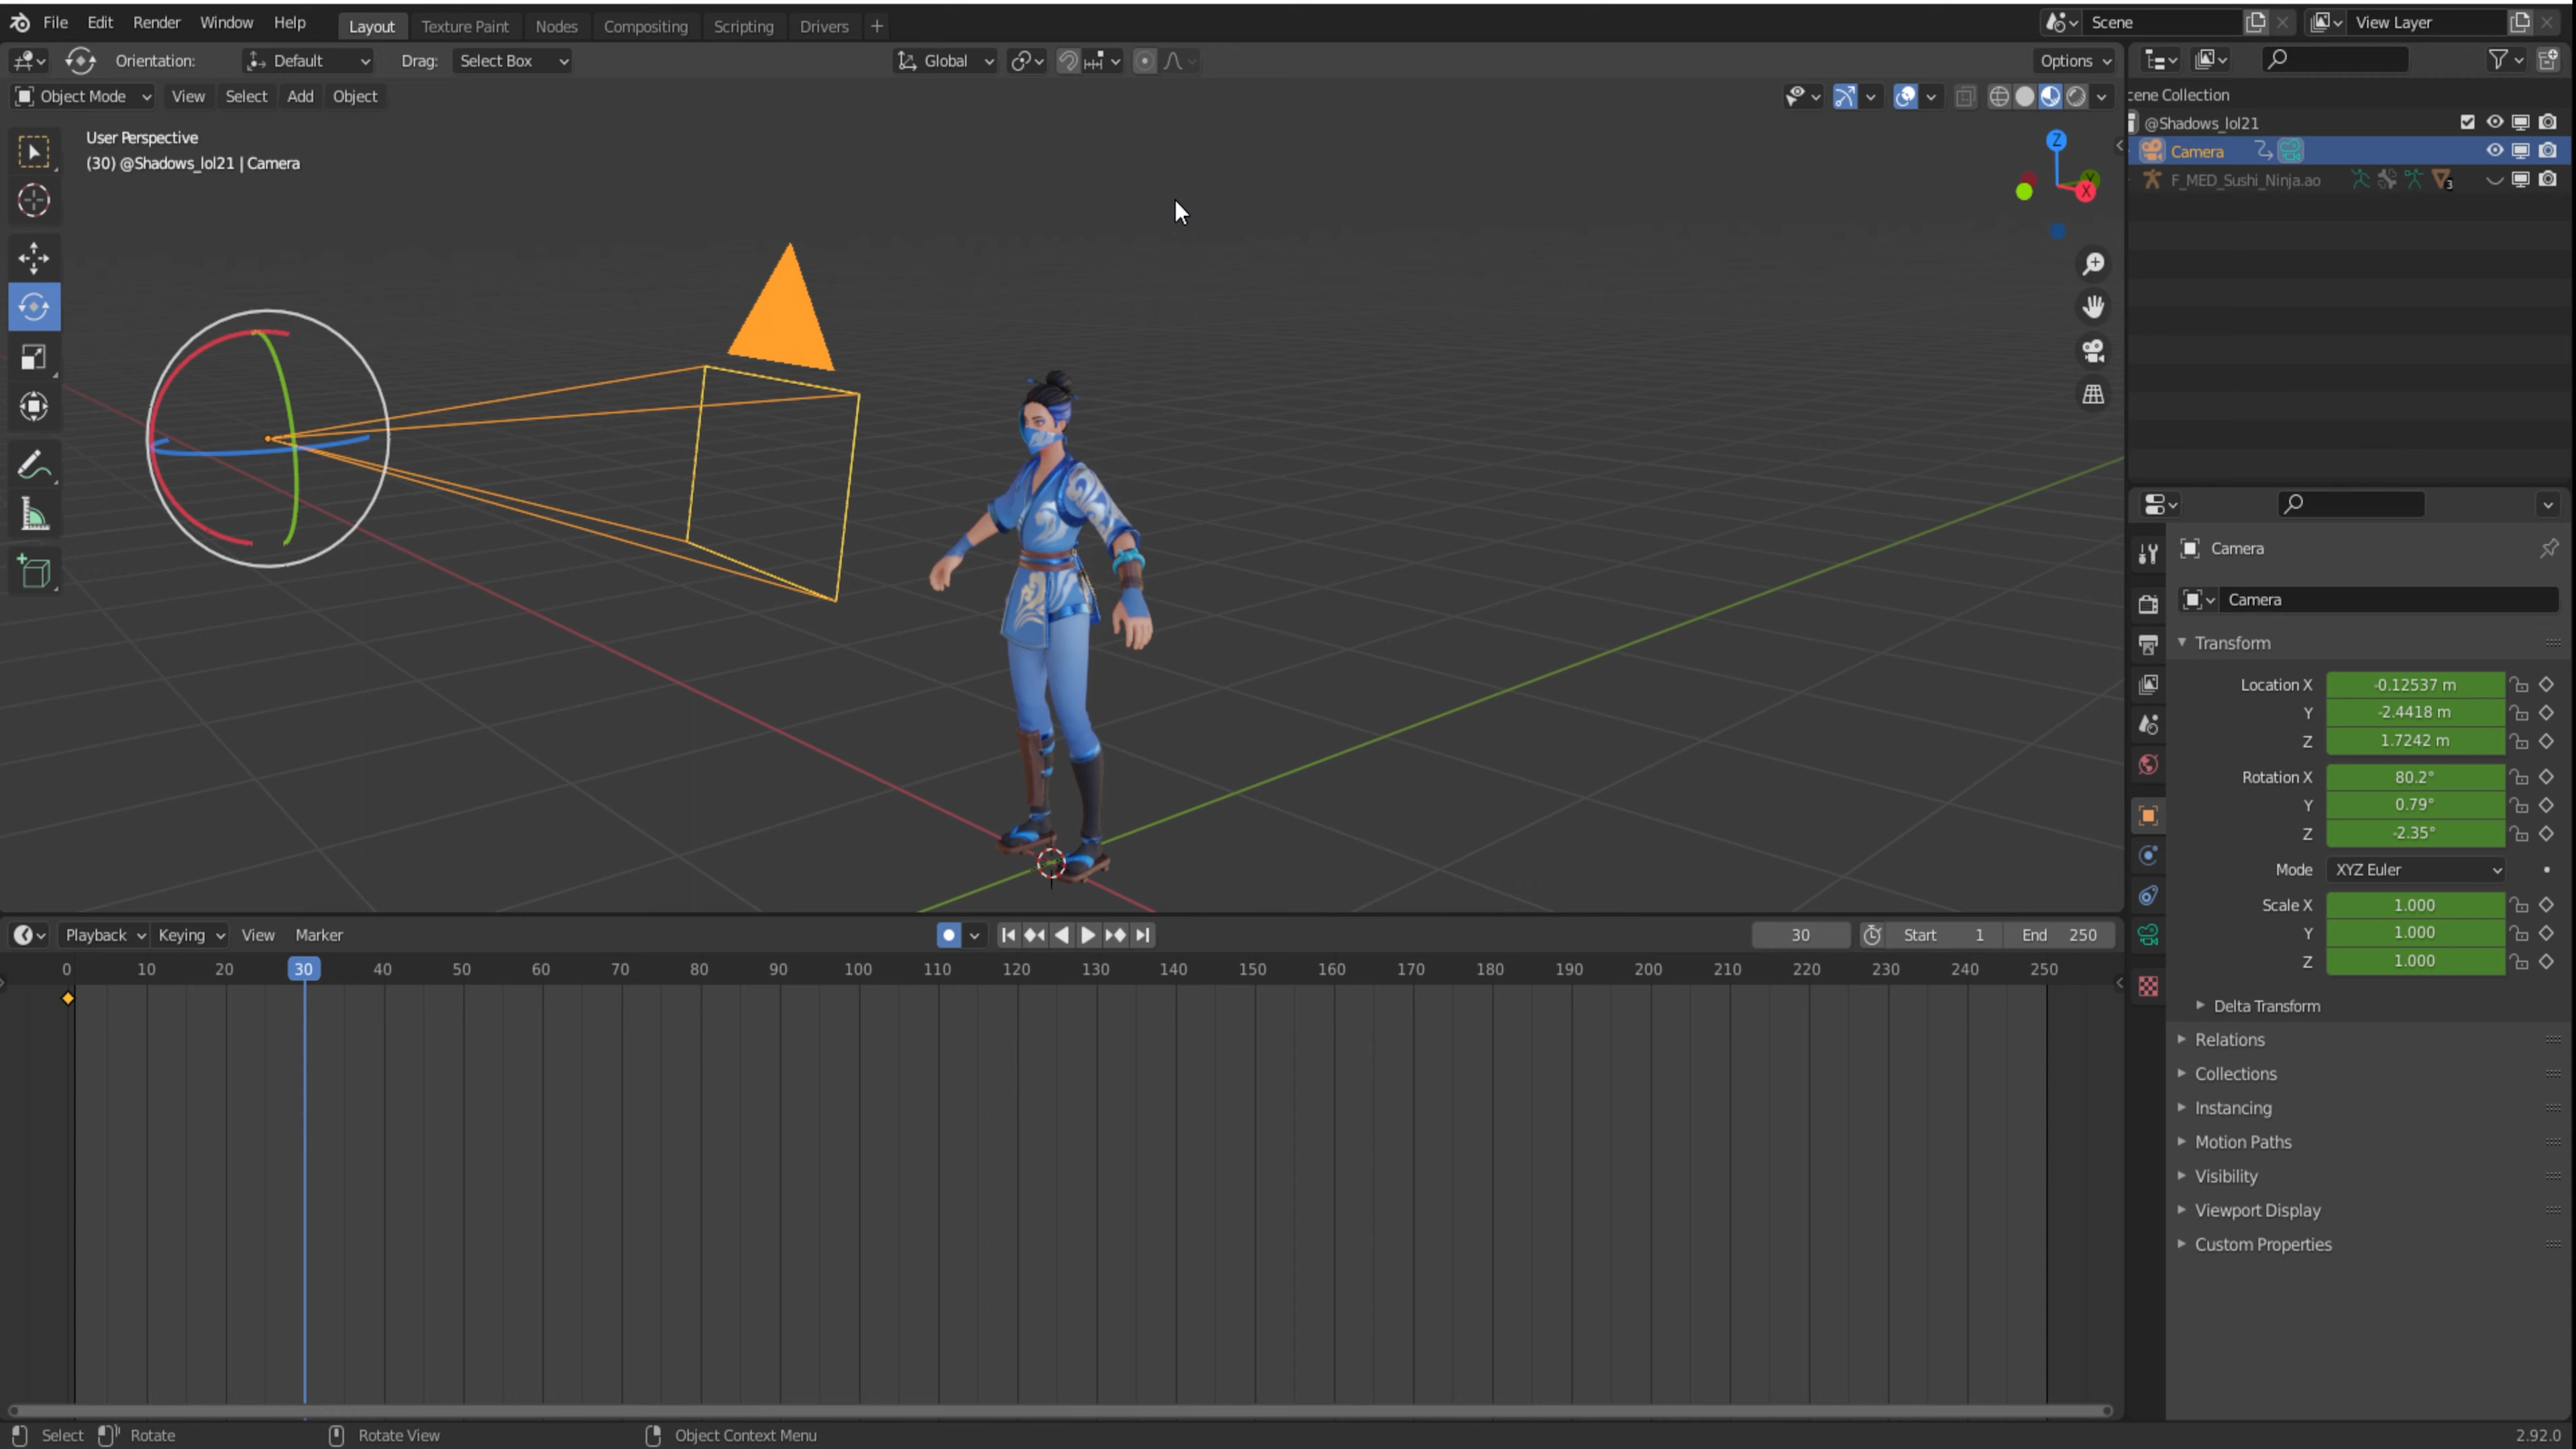 File Edit Render Window Help Layout Texture Paint Nodes Compositing Scripting Drivers + Scene View Layer
Orientation: Default Drag: Select Box Global Options
Object Mode View Select Add Object
User Perspective
(30) @Shadows_lol21 | Camera
Z
Y
X
cene Collection
@Shadows_lol21
Camera
F_MED_Sushi_Ninja.ao 3
Camera
Camera
Transform
Location X -0.12537 m
Y -2.4418 m
Z 1.7242 m
Rotation X 80.2°
Y 0.79°
Z -2.35°
Mode XYZ Euler
Scale X 1.000
Y 1.000
Z 1.000
Delta Transform
Relations
Collections
Instancing
Motion Paths
Visibility
Viewport Display
Custom Properties
Playback Keying View Marker 30 Start 1 End 250
0 10 20 30 40 50 60 70 80 90 100 110 120 130 140 150 160 170 180 190 200 210 220 230 240 250
Select Rotate Rotate View Object Context Menu 2.92.0